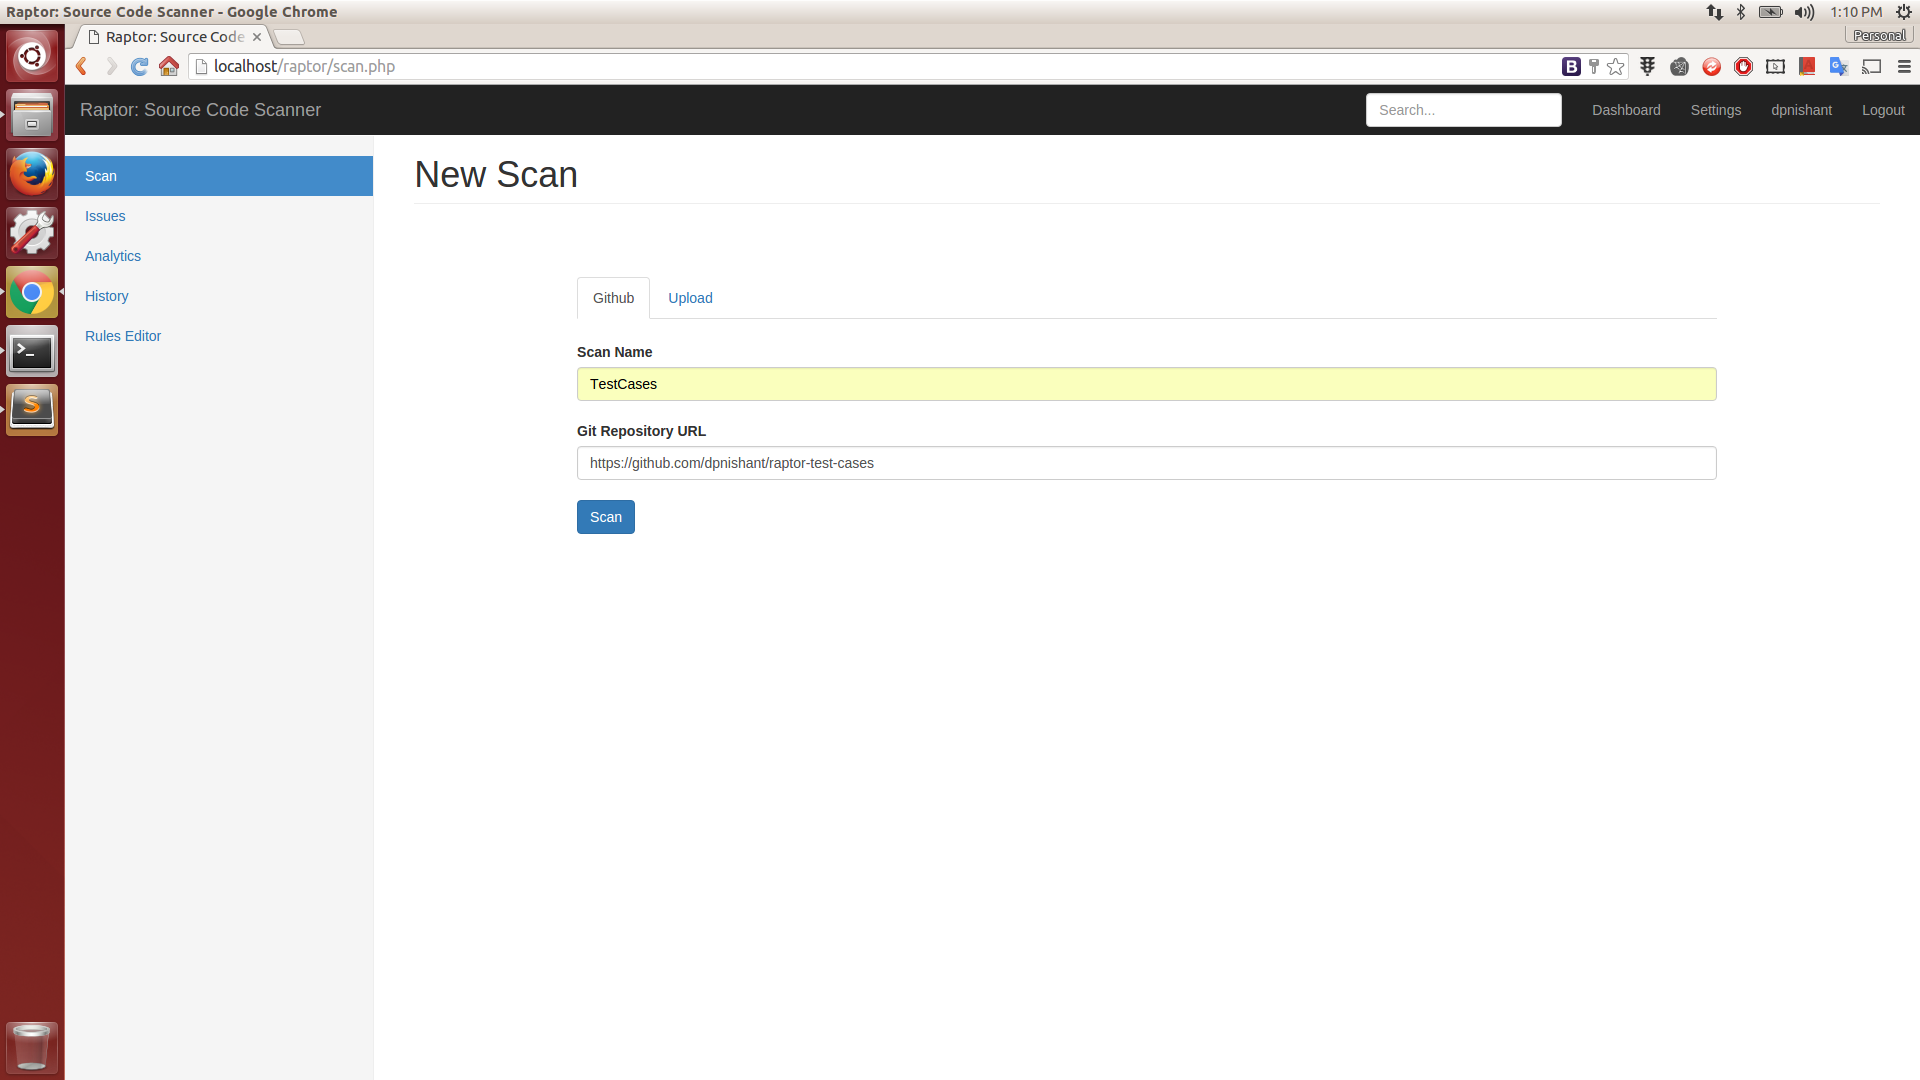 Raptor: Source Code Scanner - Google Chrome
1:10 PM
Raptor: Source Code
Personal
localhost/raptor/scan.php
Raptor: Source Code Scanner
Search...
Dashboard
Settings
dpnishant
Logout
Scan
Issues
Analytics
History
Rules Editor
New Scan
Github
Upload
Scan Name
TestCases
Git Repository URL
https://github.com/dpnishant/raptor-test-cases
Scan